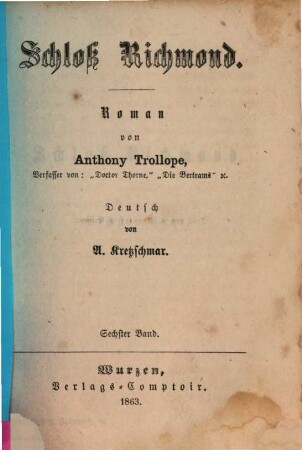 Schloß Richmond.
Roman
von
Anthony Trollope,
Verfasser von: „Doctor Thorne,“ „Die Bertrams“ ꝛc.
Deutsch
von
A. Kretzschmar.
Sechster Band.
Wurzen,
Verlags-Comptoir.
1863.